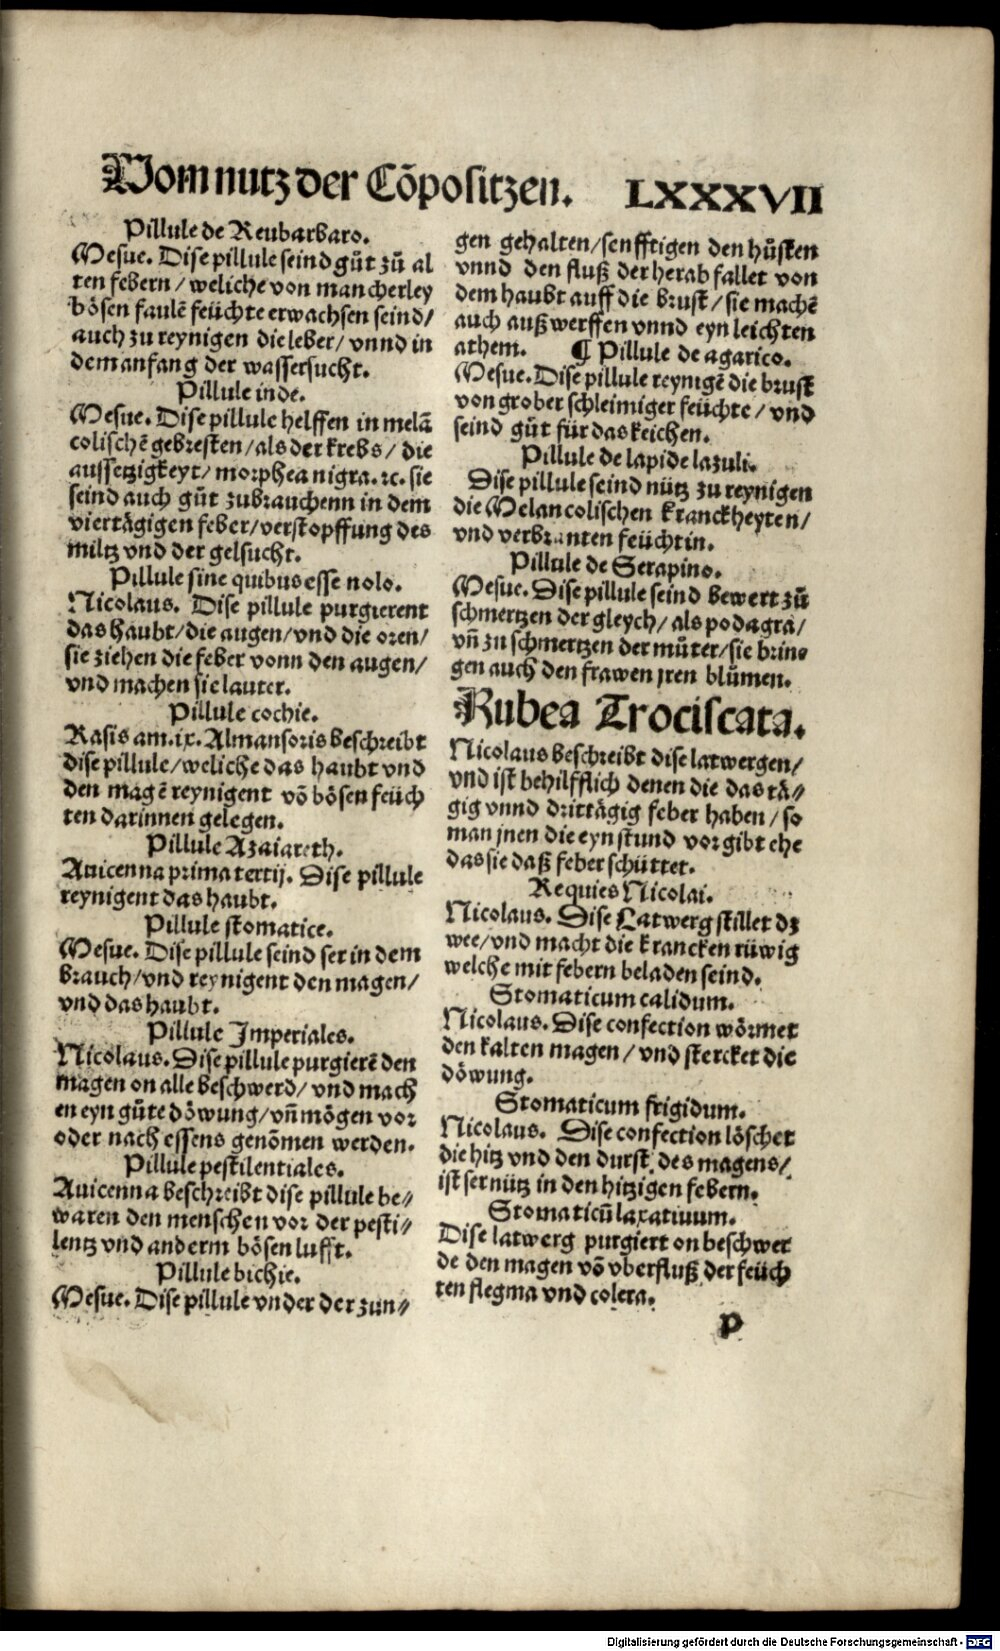 Vom nutz der Cõpositzen. LXXXVII
Pillule de Reubarbaro.
Mesue. Dise pillule seind gůt zů al
ten febern / weliche von mancherley
bösen faulẽ feüchte erwachsen seind/
auch zu reynigen die leber/ vnnd in
dem anfang der wassersucht.
Pillule inde.
Mesue. Dise pillule helffen in melã
colischẽ gebresten/als der krebs/ die
aussetzigkeyt/ morphea nigra.ꝛc. sie
seind auch gůt zubrauchenn in dem
viertägigen feber/verstopffung des
miltz vnd der gelsucht.
Pillule sine quibus esse nolo.
Nicolaus. Dise pillule purgierent
das haubt/die augen/vnd die oren/
sie ziehen die feber vonn den augen/
vnd machen sie lauter.
Pillule cochie.
Rasis am.ix. Almansoris beschreibt
dise pillule/weliche das haubt vnd
den magẽ reynigent võ bösen feüch
ten darinnen gelegen.
Pillule Azaiareth.
Auicenna prima tertij. Dise pillule
reynigent das haubt.
Pillule stomatice.
Mesue. Dise pillule seind ser in dem
brauch/vnd reynigent den magen/
vnd das haubt.
Pillule Imperiales.
Nicolaus. Dise pillule purgierẽ den
magen on alle beschwerd/ vnd mach
en eyn gůte döwung/vñ mögen vor
oder nach essens genõmen werden.
Pillule pestilentiales.
Auicenna beschreibt dise pillule be⸗
waren den menschen vor der pesti⸗
lentz vnd anderm bösen lufft.
Pillule bichie.
Mesue. Dise pillule vnder der zun⸗
gen gehalten/senfftigen den hůsten
vnnd den fluß der herab fallet von
dem haubt auff die brust/sie machẽ
auch außwerffen vnnd eyn leichten
athem. ¶ Pillule de agarico.
Mesue. Dise pillule reynigẽ die brust
von grober schleimiger feüchte/ vnd
seind gůt für das keichen.
Pillule de lapide lazuli.
Dise pillule seind nütz zu reynigen
die Melancolischen kranckheyten/
vnd verbranten feüchtin.
Pillule de Serapino.
Mesue. Dise pillule seind bewert zů
schmertzen der gleych/ als podagra/
vñ zu schmertzen der můter/sie brin⸗
gen auch den frawen jren blůmen.
Rubea Trociscata.
Nicolaus beschreibt dise latwergen/
vnd ist behilfflich denen die das tä⸗
gig vnnd drittägig feber haben/ so
man jnen die eyn stund vor gibt ehe
das sie daß feber schüttet.
Requies Nicolai.
Nicolaus. Dise Latwerg stillet dz
wee/vnd macht die krancken rüwig
welche mit febern beladen seind.
Stomaticum calidum.
Nicolaus. Dise confection wörmet
den kalten magen/ vnd stercket die
döwung.
Stomaticum frigidum.
Nicolaus. Dise confection löschet
die hitz vnd den durst des magens/
ist ser nütz in den hitzigen febern.
Stomaticũ laxatiuum.
Dise latwerg purgiert on beschwer
de den magen võ vberfluß der feüch
ten flegma vnd colera.
p
Digitalisierung gefördert durch die Deutsche Forschungsgemeinschaft - DFG